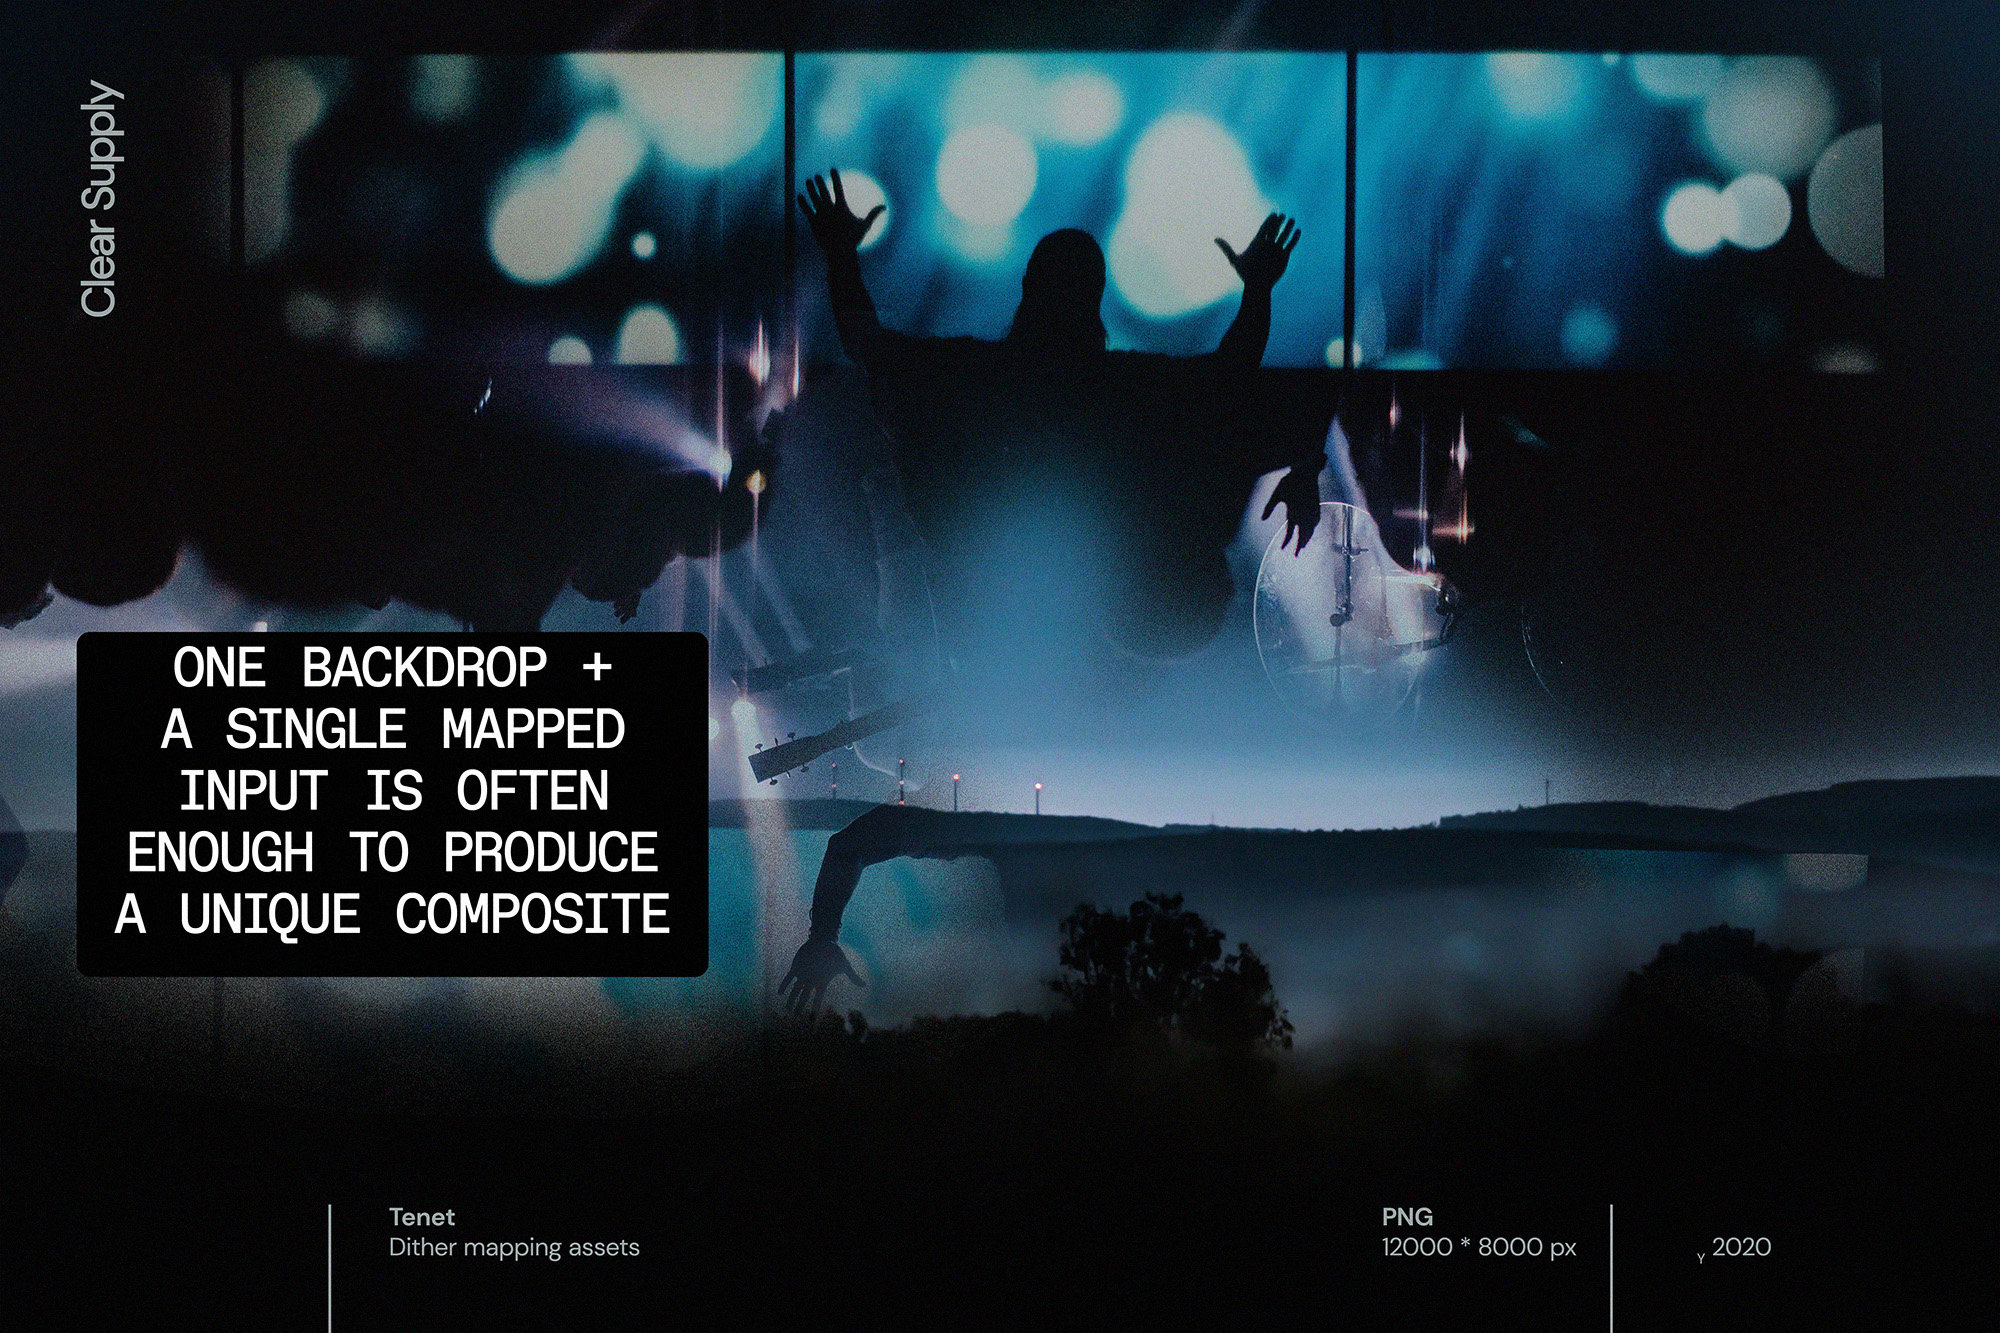 Clear Supply
ONE BACKDROP +
A SINGLE MAPPED
INPUT IS OFTEN
ENOUGH TO PRODUCE
A UNIQUE COMPOSITE
Tenet
Dither mapping assets
PNG
12000 * 8000 px
Y 2020